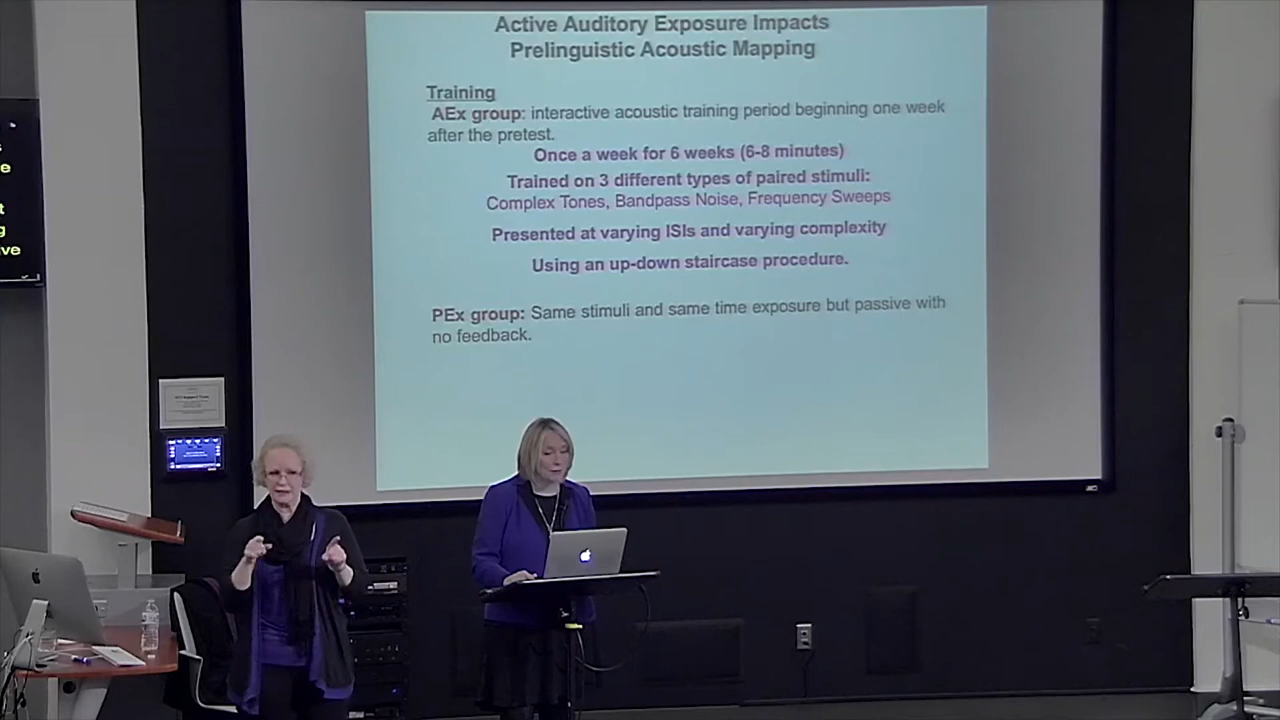 Active Auditory Exposure Impacts
Prelinguistic Acoustic Mapping
Training
AEx group: interactive acoustic training period beginning one week
after the pretest.
Once a week for 6 weeks (6-8 minutes)
Trained on 3 different types of paired stimuli:
Complex Tones, Bandpass Noise, Frequency Sweeps
Presented at varying ISIs and varying complexity
Using an up-down staircase procedure.
PEx group: Same stimuli and same time exposure but passive with
no feedback.